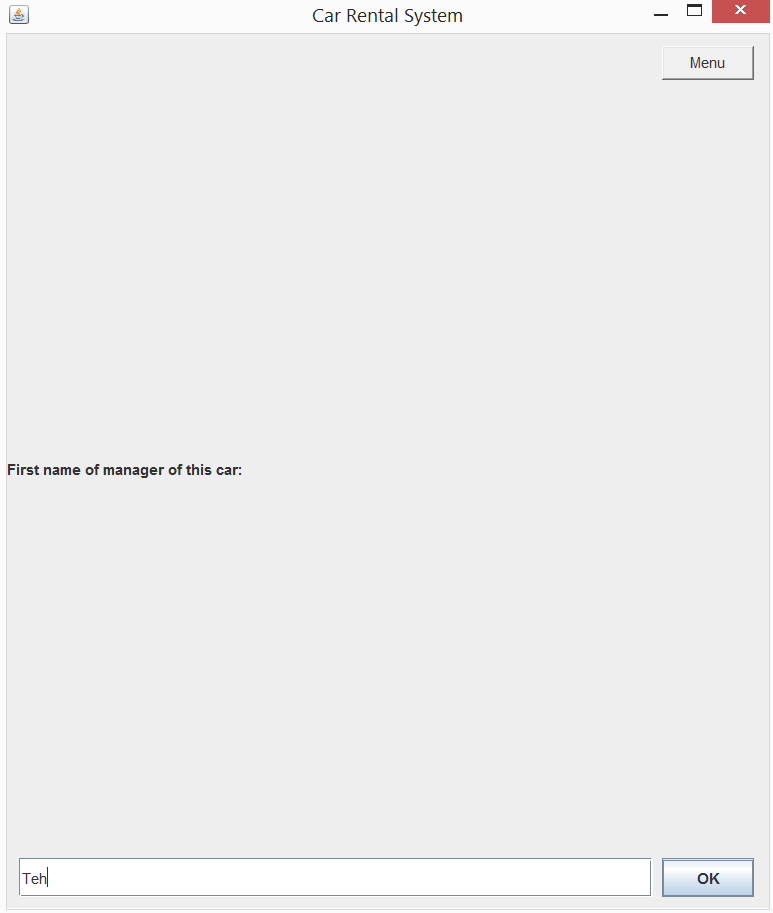 Car Rental System
Menu
First name of manager of this car:
Teh
OK